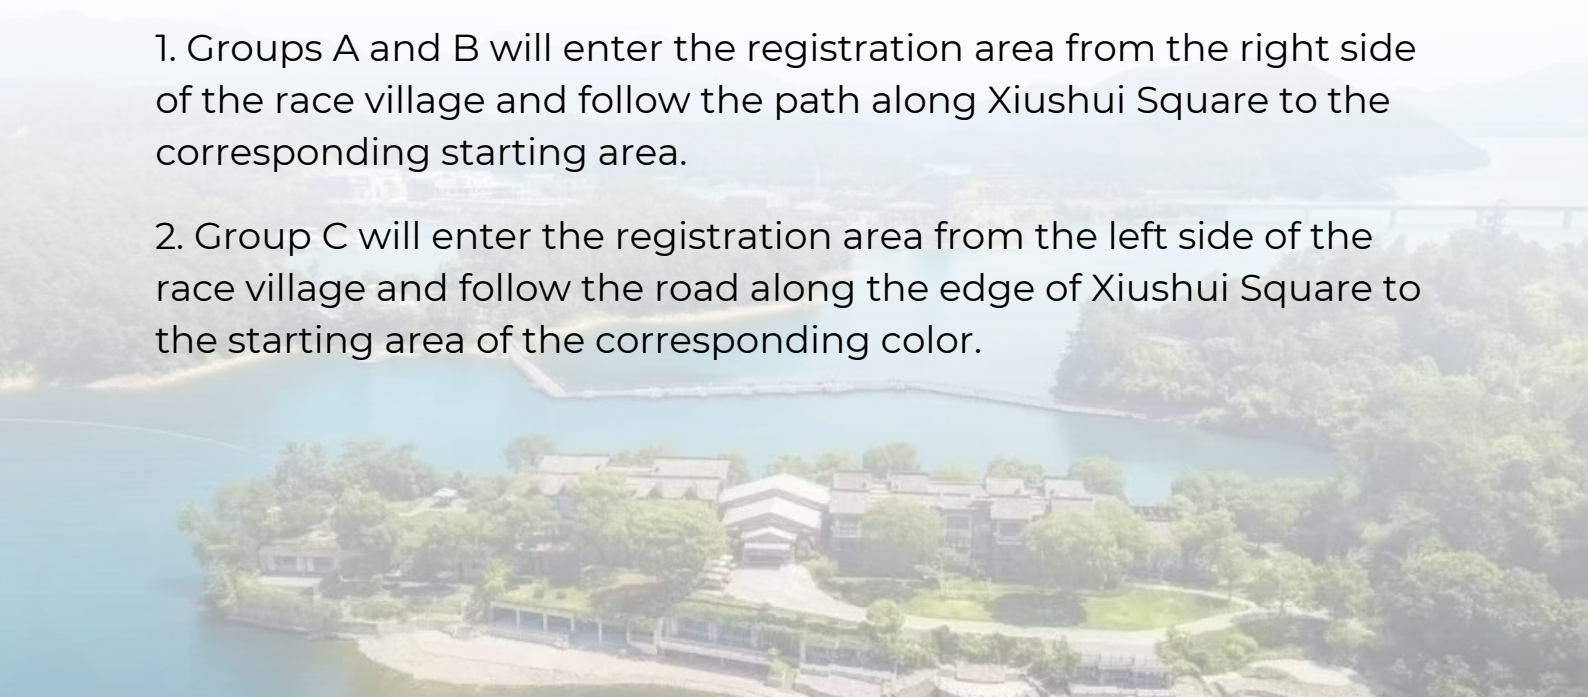 1. Groups A and B will enter the registration area from the right side
of the race village and follow the path along Xiushui Square to the
corresponding starting area.
2. Group C will enter the registration area from the left side of the
race village and follow the road along the edge of Xiushui Square to
the starting area of the corresponding color.